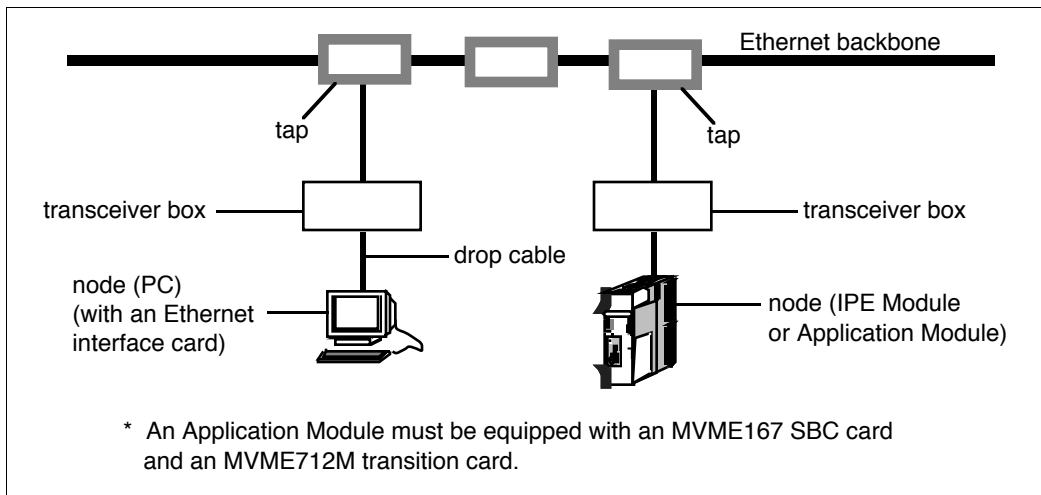 Ethernet backbone
tap
tap
transceiver box
transceiver box
drop cable
node (PC)
(with an Ethernet
interface card)
node (IPE Module
or Application Module)
* An Application Module must be equipped with an MVME167 SBC card
and an MVME712M transition card.